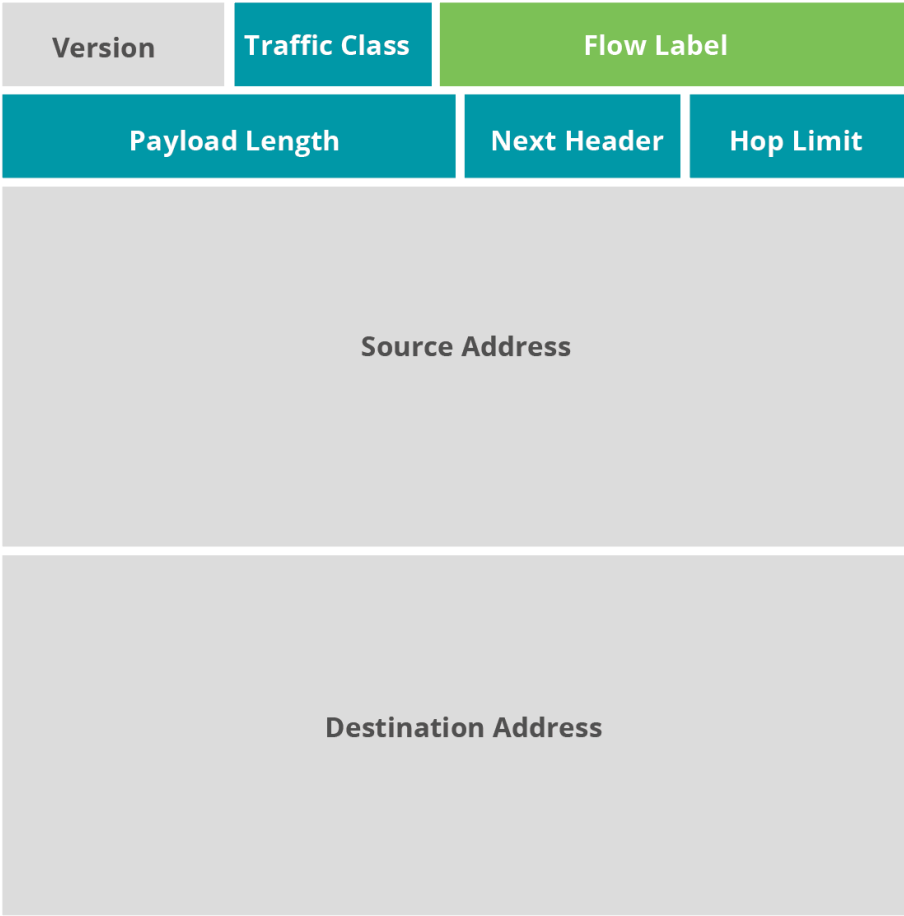 Version
Traffic Class
Flow Label
Payload Length
Next Header
Hop Limit
Source Address
Destination Address